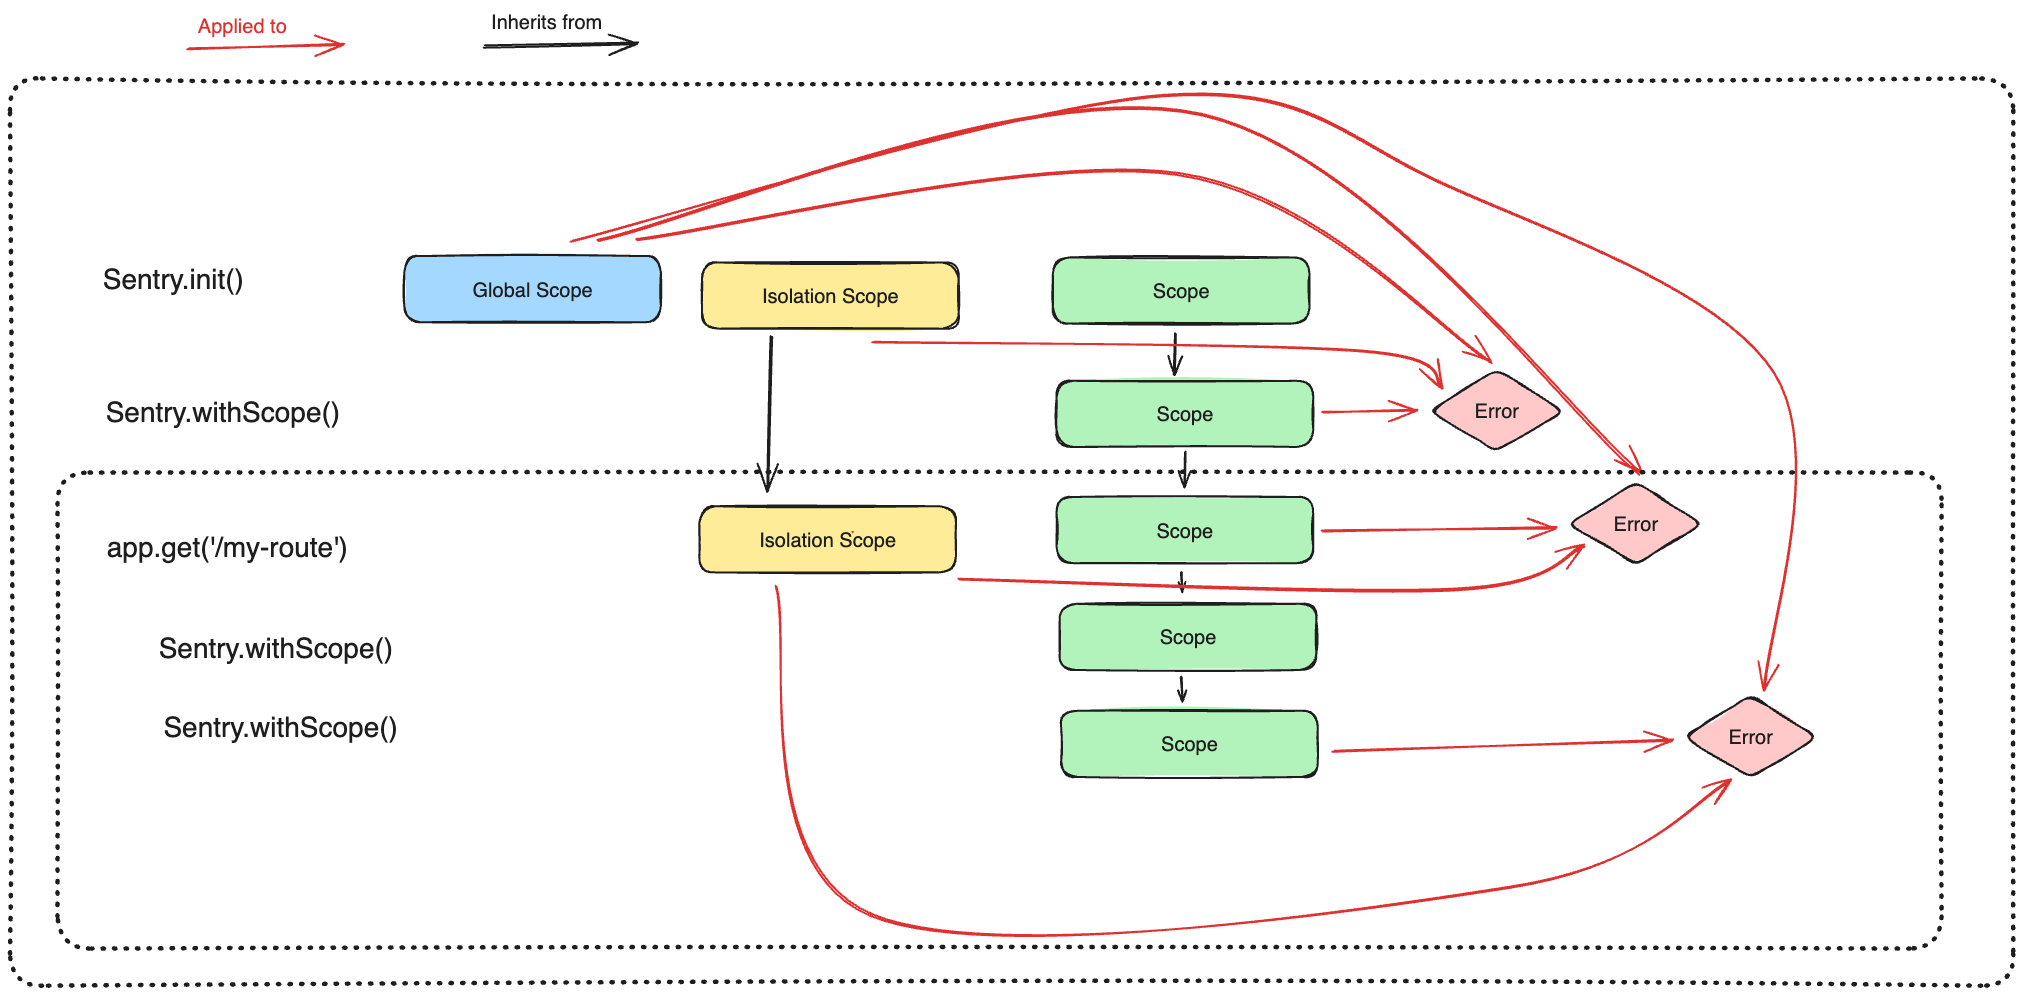 Applied to
Inherits from
Sentry.init()
Global Scope
Isolation Scope
Scope
Sentry.withScope()
Scope
Error
app.get('/my-route')
Isolation Scope
Scope
Error
Sentry.withScope()
Scope
Sentry.withScope()
Scope
Error